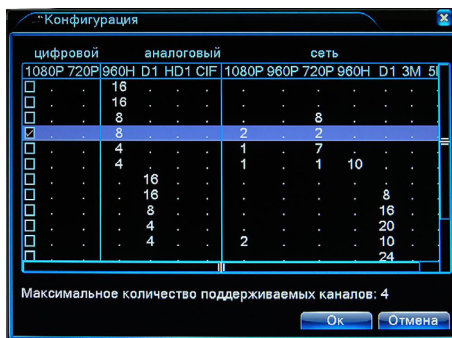 Конфигурация
цифровой аналоговый сеть
1080P 720P 960H D1 HD1 CIF 1080P 960P 720P 960H D1 3M
16
16
8 8
8 2 2
4 1 7
4 1 1 10
16
16 8
8 16
4 20
4 2 10
24
Максимальное количество поддерживаемых каналов: 4
Ок Отмена